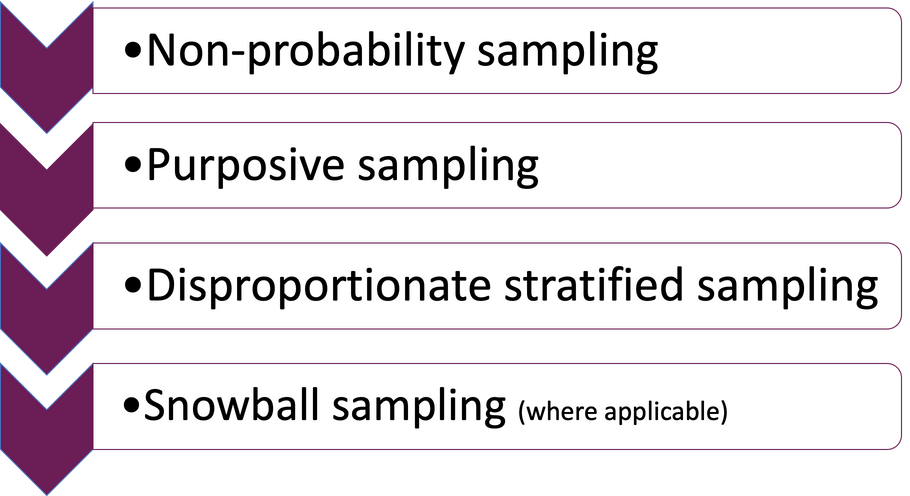 •Non-probability sampling
•Purposive sampling
•Disproportionate stratified sampling
•Snowball sampling (where applicable)